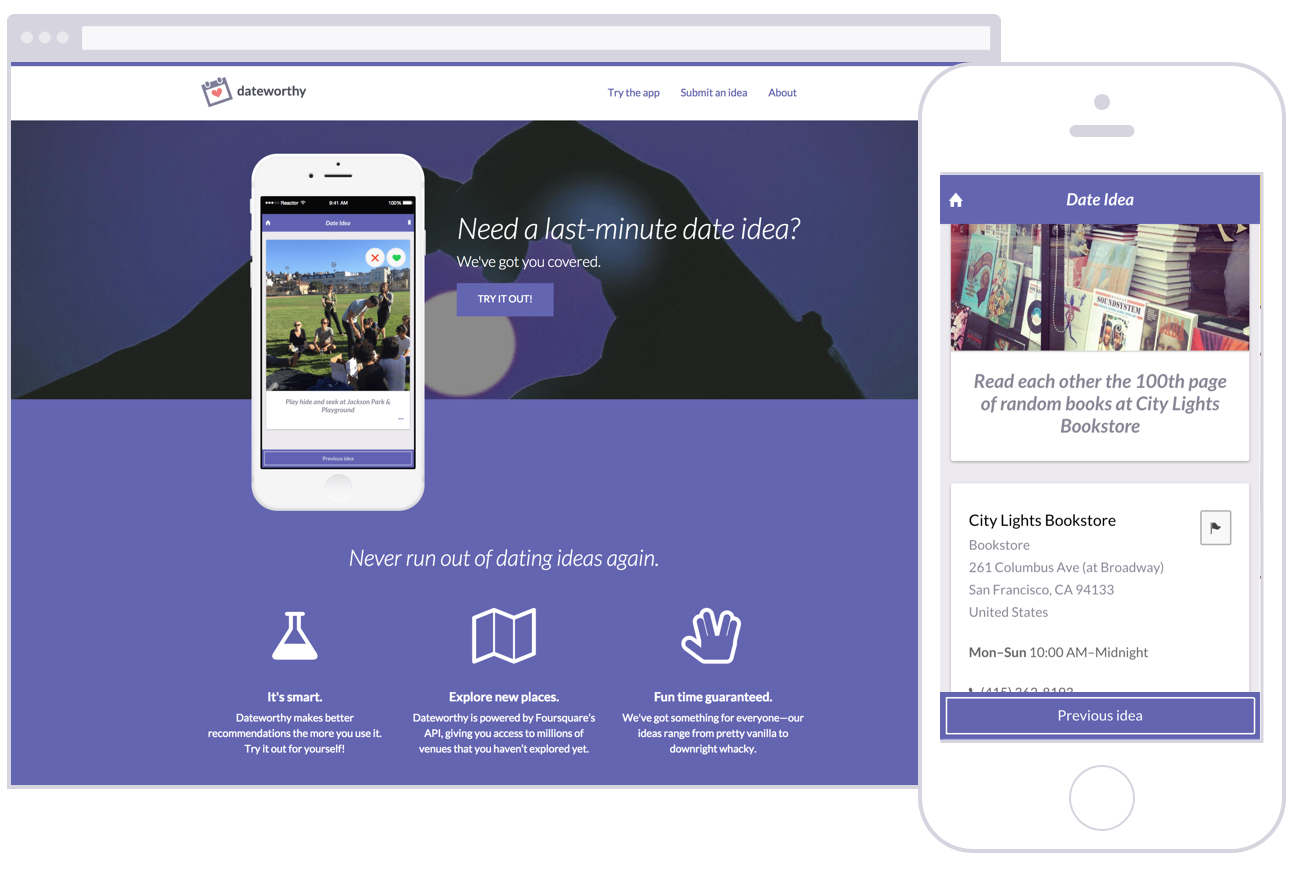 dateworthy
Try the app
Submit an idea
About
Reactor
9:41 AM
100%
Date Idea
Play hide and seek at Jackson Park &
Playground
Previous idea
Need a last-minute date idea?
We've got you covered.
TRY IT OUT!
Never run out of dating ideas again.
It's smart.
Dateworthy makes better
recommendations the more you use it.
Try it out for yourself!
Explore new places.
Dateworthy is powered by Foursquare's
API, giving you access to millions of
venues that you haven't explored yet.
Fun time guaranteed.
We've got something for everyone—our
ideas range from pretty vanilla to
downright whacky.
Date Idea
SOUNDSYSTEM
Read each other the 100th page
of random books at City Lights
Bookstore
City Lights Bookstore
Bookstore
261 Columbus Ave (at Broadway)
San Francisco, CA 94133
United States
Mon–Sun 10:00 AM–Midnight
(415) 362-8193
Previous idea